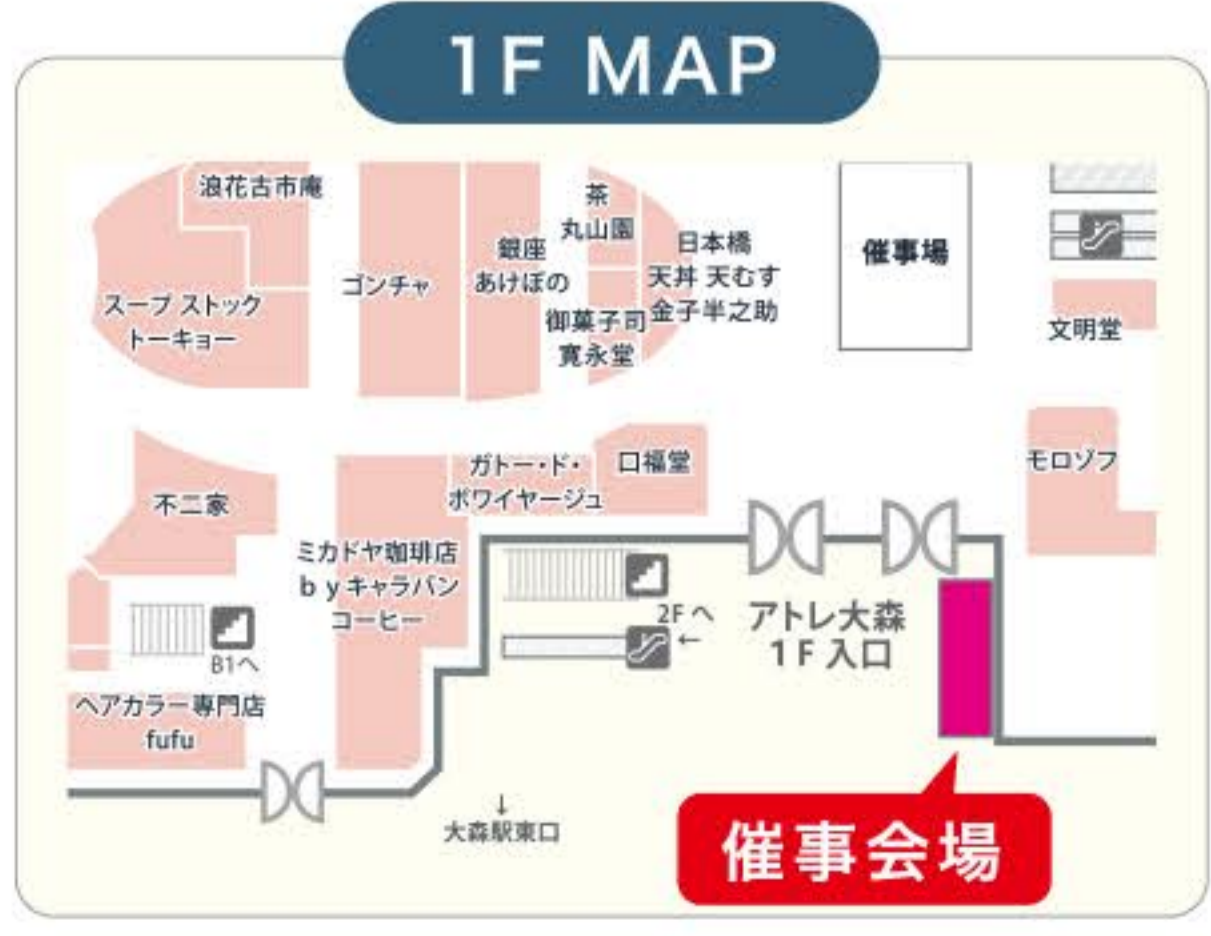 1F MAP
浪花古市庵
スープ ストック
トーキョー
ゴンチャ
銀座
あけぼの
茶
丸山園
御菓子司
寛永堂
日本橋
天丼 天むす
金子半之助
催事場
文明堂
モロゾフ
不二家
ミカドヤ珈琲店
byキャラバン
コーヒー
ガトー・ド・
ボワイヤージュ
口福堂
2Fへ
←
アトレ大森
1F 入口
B1へ
ヘアカラー専門店
fufu
↓
大森駅東口
催事会場